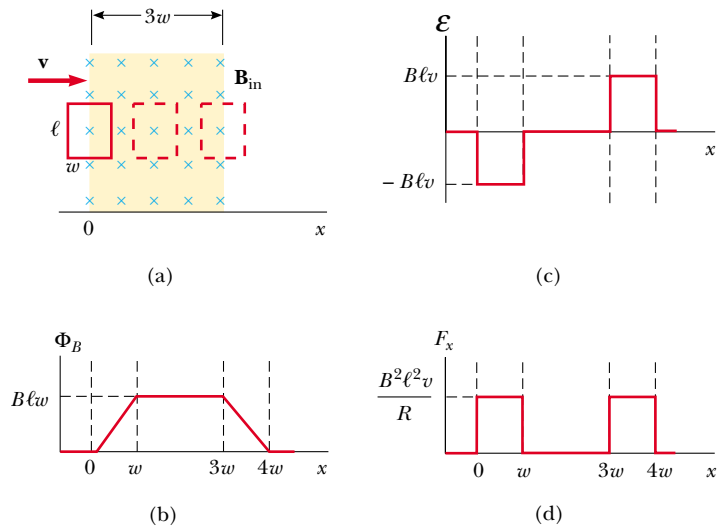 3w
v
B_in
ℓ
w
0 x
(a)
ℰ
Bℓv
x
−Bℓv
(c)
Φ_B
Bℓw
0 w 3w 4w x
(b)
F_x
B²ℓ²v
R
0 w 3w 4w x
(d)